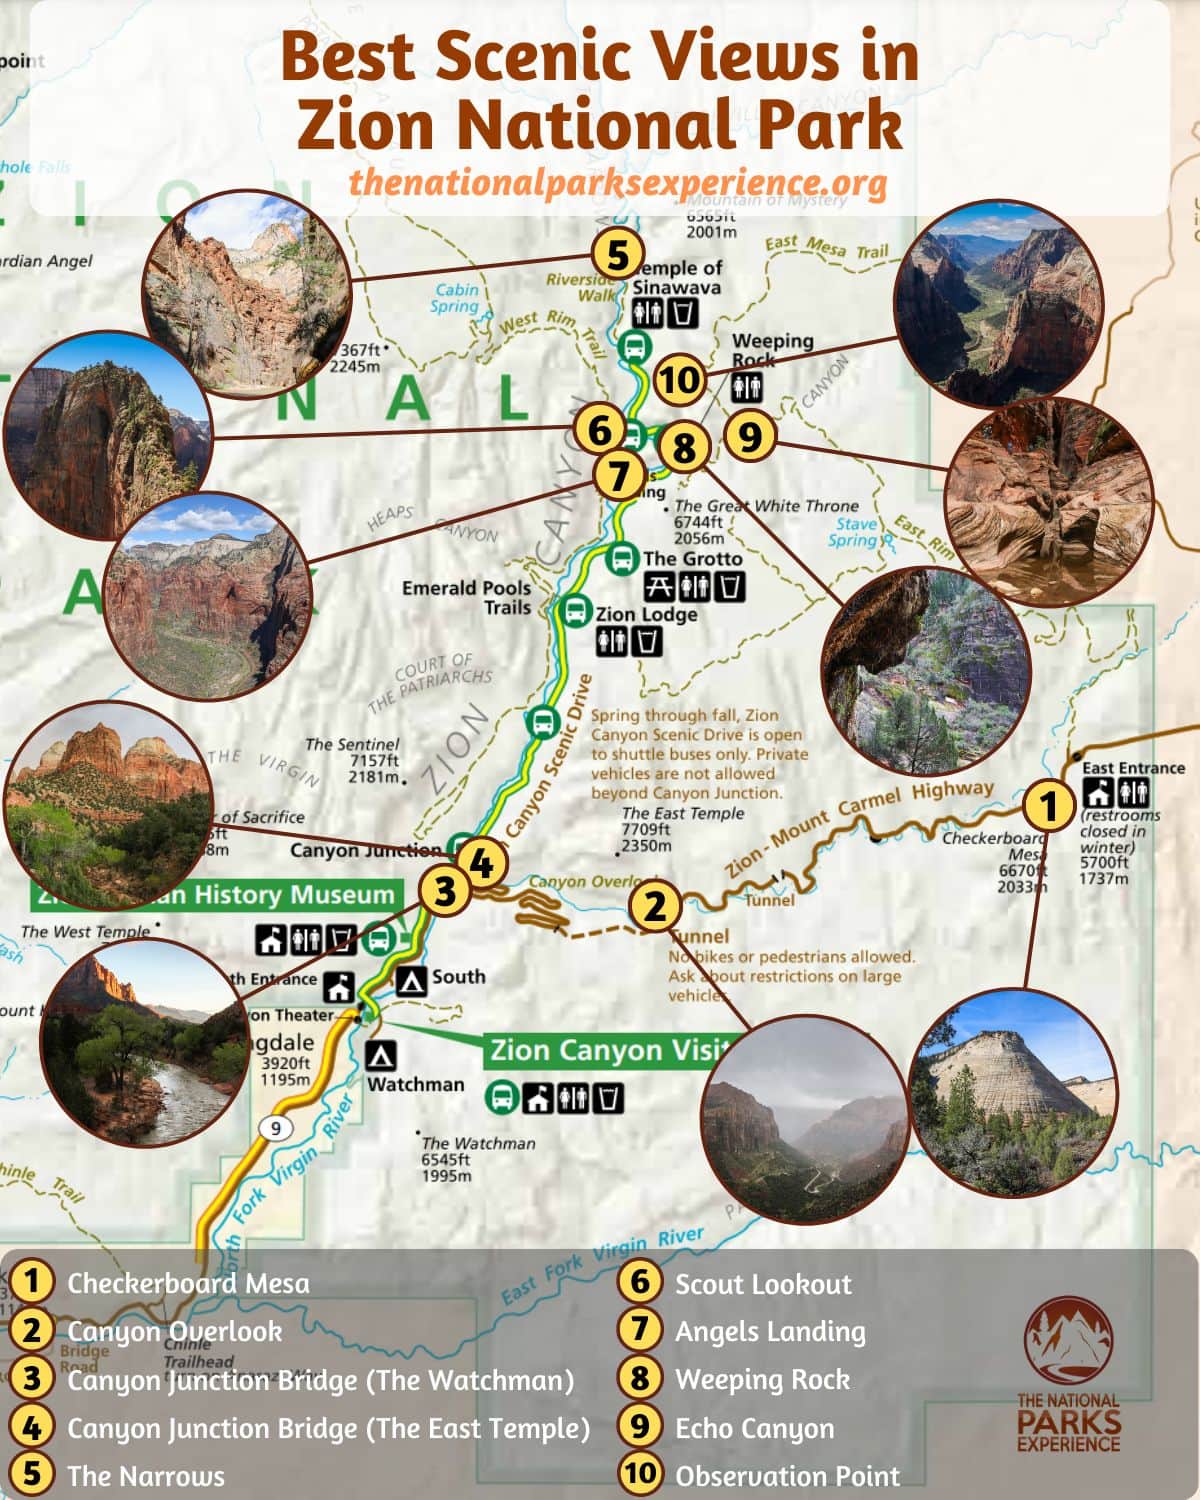 Best Scenic Views in
Zion National Park
thenationalparksexperience.org
point
hole Falls
Z I O N
rdian Angel
Mountain of Mystery
6565ft
2001m
East Mesa Trail
5
Temple of
Sinawava
Riverside
Walk
Cabin
Spring
West Rim Trail
367ft
2245m
Weeping
Rock
10
CANYON
N A L
6
8
9
7
CANYON
HEAPS CANYON
The Great White Throne
6744ft
2056m
Stave
Spring
East Rim
The Grotto
Emerald Pools
Trails
Zion Lodge
A K
COURT OF
THE PATRIARCHS
ZION
Canyon Scenic Drive
Spring through fall, Zion
Canyon Scenic Drive is open
to shuttle buses only. Private
vehicles are not allowed
beyond Canyon Junction.
The Sentinel
7157ft
2181m
THE VIRGIN
East Entrance
(restrooms
closed in
winter)
5700ft
1737m
1
Zion - Mount Carmel Highway
The East Temple
7709ft
2350m
r of Sacrifice
5ft
8m
Canyon Junction
4
Checkerboard
Mesa
6670ft
2033m
Canyon Overlo
3
2
Tunnel
an History Museum
The West Temple
Tunnel
No bikes or pedestrians allowed.
Ask about restrictions on large
vehicles.
ash
th Entrance
South
ount
on Theater
gdale
3920ft
1195m
Zion Canyon Visit
Watchman
9
The Watchman
6545ft
1995m
hinle Trail
North Fork Virgin River
East Fork Virgin River
1 Checkerboard Mesa
2 Canyon Overlook
3 Canyon Junction Bridge (The Watchman)
4 Canyon Junction Bridge (The East Temple)
5 The Narrows
6 Scout Lookout
7 Angels Landing
8 Weeping Rock
9 Echo Canyon
10 Observation Point
Bridge
Road
Chinle
Trailhead
THE NATIONAL
PARKS
EXPERIENCE